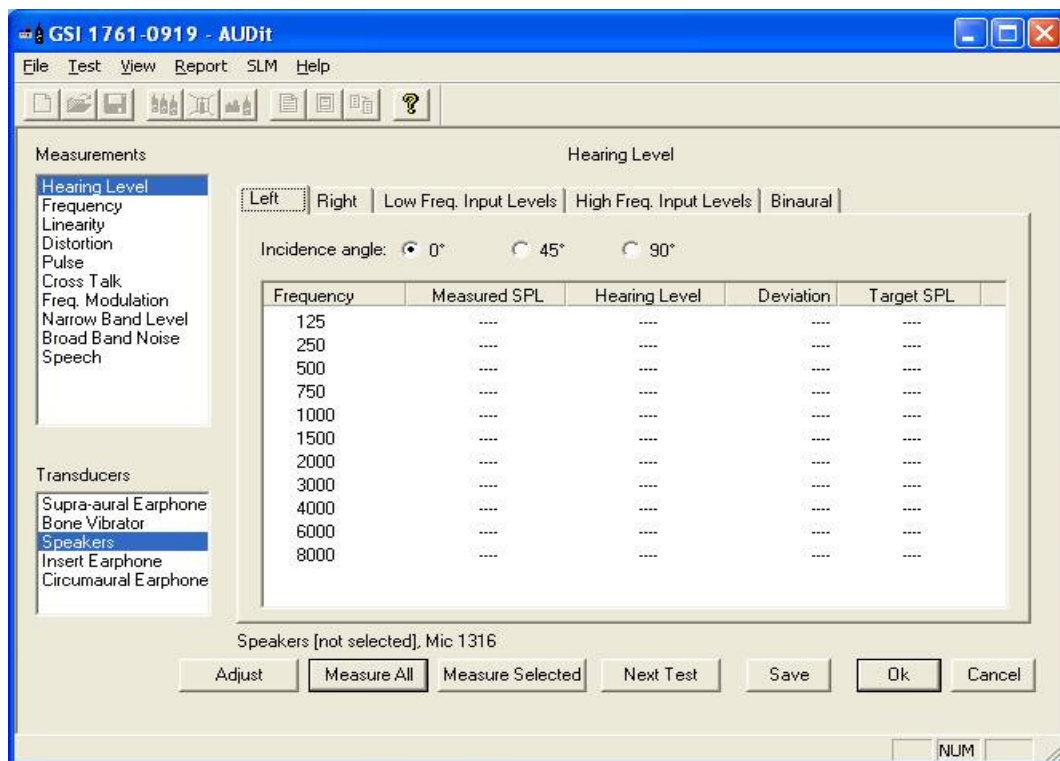 GSI 1761-0919 - AUDit
File Test View Report SLM Help
Measurements
Hearing Level
Frequency
Linearity
Distortion
Pulse
Cross Talk
Freq. Modulation
Narrow Band Level
Broad Band Noise
Speech
Transducers
Supra-aural Earphone
Bone Vibrator
Speakers
Insert Earphone
Circumaural Earphone
Hearing Level
Left Right Low Freq. Input Levels High Freq. Input Levels Binaural
Incidence angle: 0° 45° 90°
Frequency Measured SPL Hearing Level Deviation Target SPL
125 ---- ---- ---- ----
250 ---- ---- ---- ----
500 ---- ---- ---- ----
750 ---- ---- ---- ----
1000 ---- ---- ---- ----
1500 ---- ---- ---- ----
2000 ---- ---- ---- ----
3000 ---- ---- ---- ----
4000 ---- ---- ---- ----
6000 ---- ---- ---- ----
8000 ---- ---- ---- ----
Speakers [not selected], Mic 1316
Adjust Measure All Measure Selected Next Test Save Ok Cancel
NUM